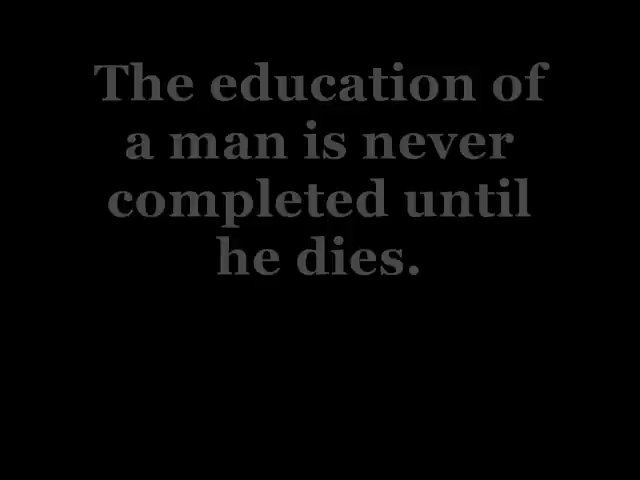 The education of
a man is never
completed until
he dies.